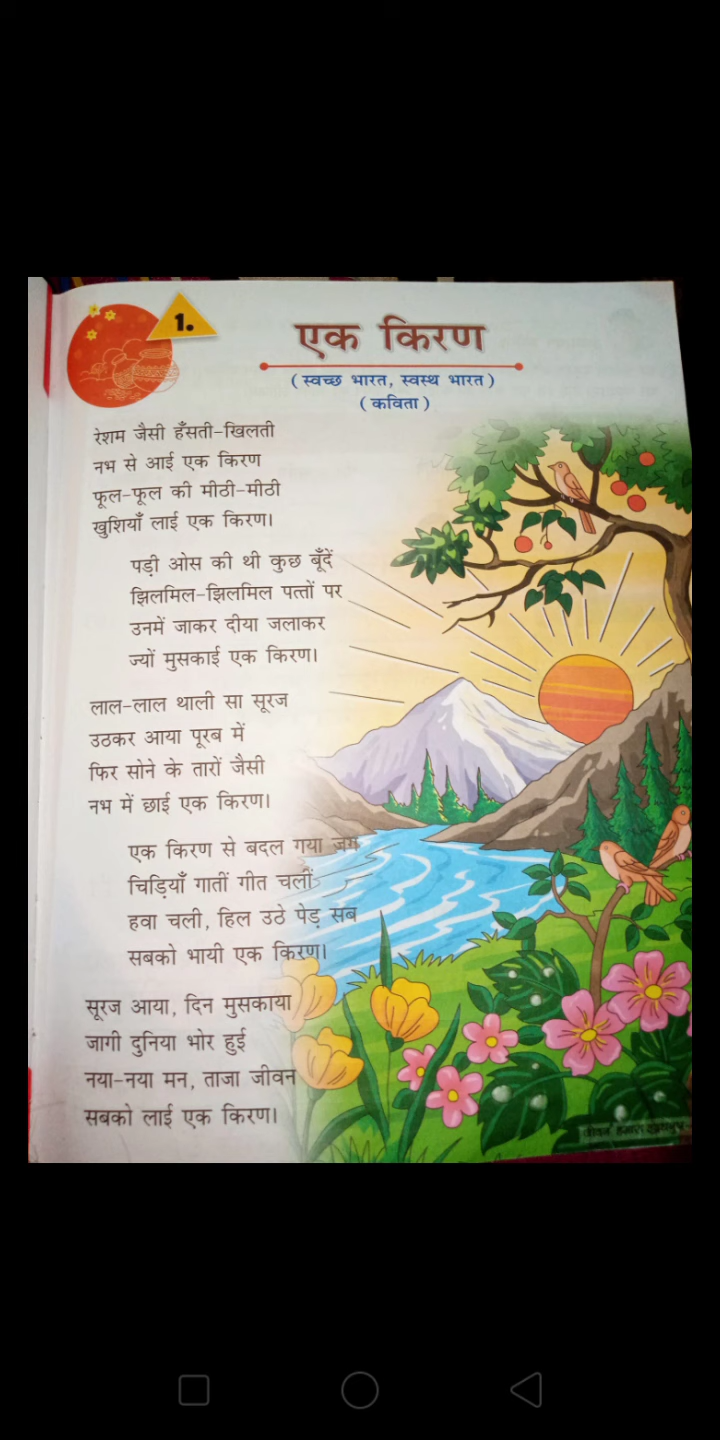 1.
एक किरण
( स्वच्छ भारत, स्वस्थ भारत )
( कविता )
रेशम जैसी हँसती-खिलती
नभ से आई एक किरण
फूल-फूल की मीठी-मीठी
खुशियाँ लाई एक किरण।
पड़ी ओस की थी कुछ बूँदें
झिलमिल-झिलमिल पत्तों पर
उनमें जाकर दीया जलाकर
ज्यों मुसकाई एक किरण।
लाल-लाल थाली सा सूरज
उठकर आया पूरब में
फिर सोने के तारों जैसी
नभ में छाई एक किरण।
एक किरण से बदल गया जग
चिड़ियाँ गातीं गीत चलीं
हवा चली, हिल उठे पेड़ सब
सबको भायी एक किरण।
सूरज आया, दिन मुसकाया
जागी दुनिया भोर हुई
नया-नया मन, ताजा जीवन
सबको लाई एक किरण।